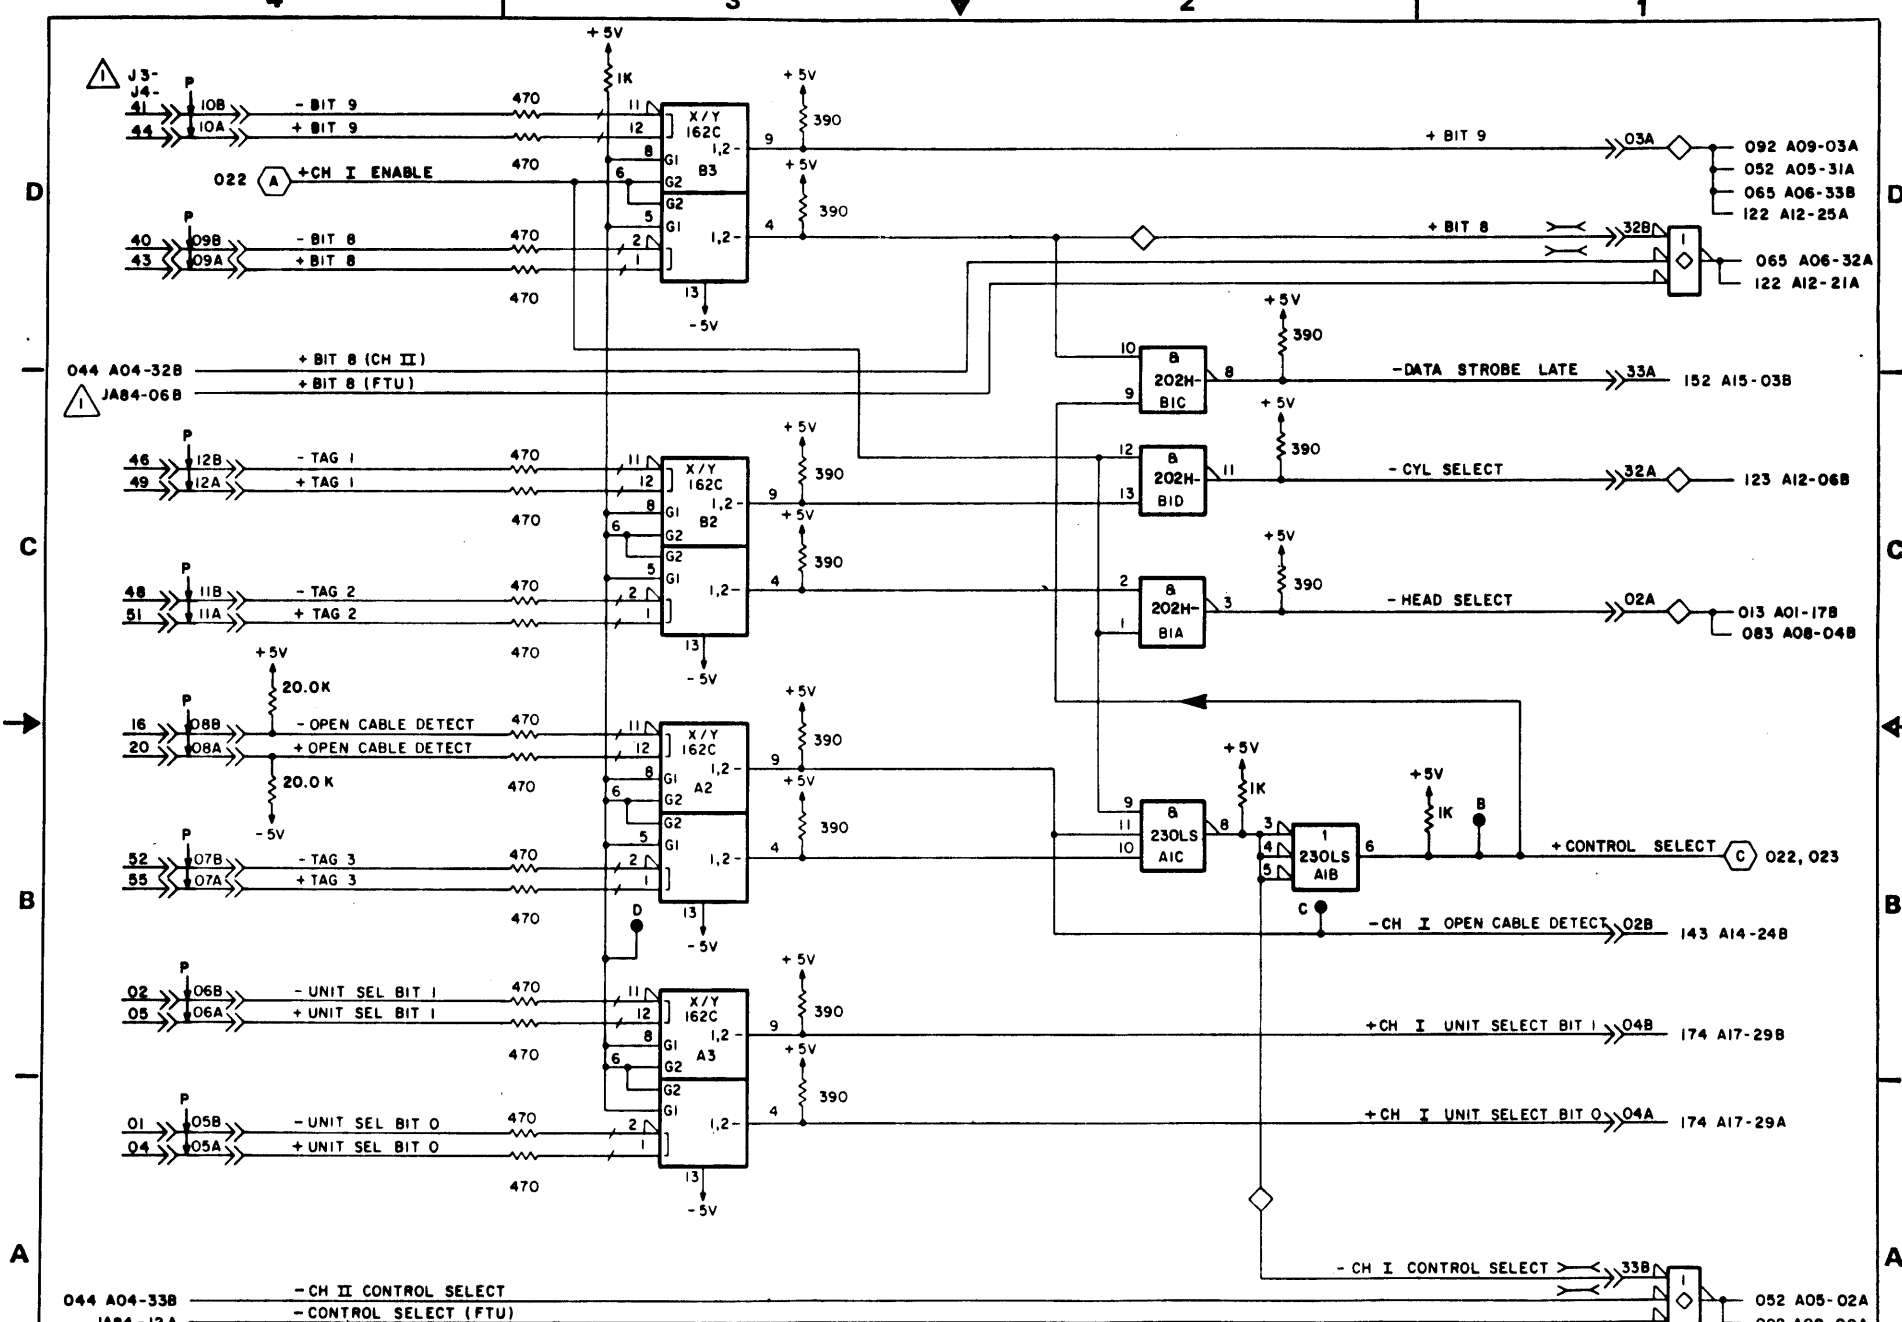 4 3 2 1
+5V
1K
J3-
J4-
P
41 10B - BIT 9 470 11 X/Y
44 10A + BIT 9 12 162C
470 8 G1 1,2- 9
022 A +CH I ENABLE 6 G2 B3
+5V
390
+ BIT 9 03A 092 A09-03A
052 A05-31A
065 A06-33B
122 A12-25A
D D
P
G2
5 G1
40 09B - BIT 8 470 2 1,2- 4
43 09A + BIT 8 1
470
13
-5V
+5V
390
+ BIT 8 32B 1
065 A06-32A
122 A12-21A
044 A04-32B + BIT 8 (CH II)
JA84-06B + BIT 8 (FTU)
+5V
390
10 & 8
202H-
9 B1C
-DATA STROBE LATE 33A 152 A15-03B
P
46 12B - TAG 1 470 11 X/Y
49 12A + TAG 1 12 162C
470 8 G1 1,2- 9
6 G2 B2
+5V
390
+5V
390
12 & 11
202H-
13 B1D
- CYL SELECT 32A 123 A12-06B
C C
P
G2
5 G1
48 11B - TAG 2 470 2 1,2- 4
51 11A + TAG 2 1
470
13
-5V
+5V
390
+5V
390
2 & 3
202H-
1 B1A
- HEAD SELECT 02A 013 A01-17B
083 A08-04B
+5V
20.0K
P
16 08B - OPEN CABLE DETECT 470 11 X/Y
20 08A + OPEN CABLE DETECT 12 162C
20.0K 470 8 G1 1,2- 9
6 G2 A2
-5V
+5V
390
P
G2
5 G1
52 07B - TAG 3 470 2 1,2- 4
55 07A + TAG 3 1
470
13
-5V
+5V
390
9 & 8
11 230LS
10 A1C
+5V
1K
3 1 6
4 230LS
5 A1B
+5V
1K
B
+CONTROL SELECT C 022, 023
B B
D
C
-CH I OPEN CABLE DETECT 02B 143 A14-24B
P
02 06B - UNIT SEL BIT 1 470 11 X/Y
05 06A + UNIT SEL BIT 1 12 162C
470 8 G1 1,2- 9
6 G2 A3
+5V
390
+CH I UNIT SELECT BIT 1 04B 174 A17-29B
P
G2
G1
01 05B - UNIT SEL BIT 0 470 2 1,2- 4
04 05A + UNIT SEL BIT 0 1
470
13
-5V
+5V
390
+CH I UNIT SELECT BIT 0 04A 174 A17-29A
A A
- CH I CONTROL SELECT 33B 1
044 A04-33B -CH II CONTROL SELECT
052 A05-02A
-CONTROL SELECT (FTU)